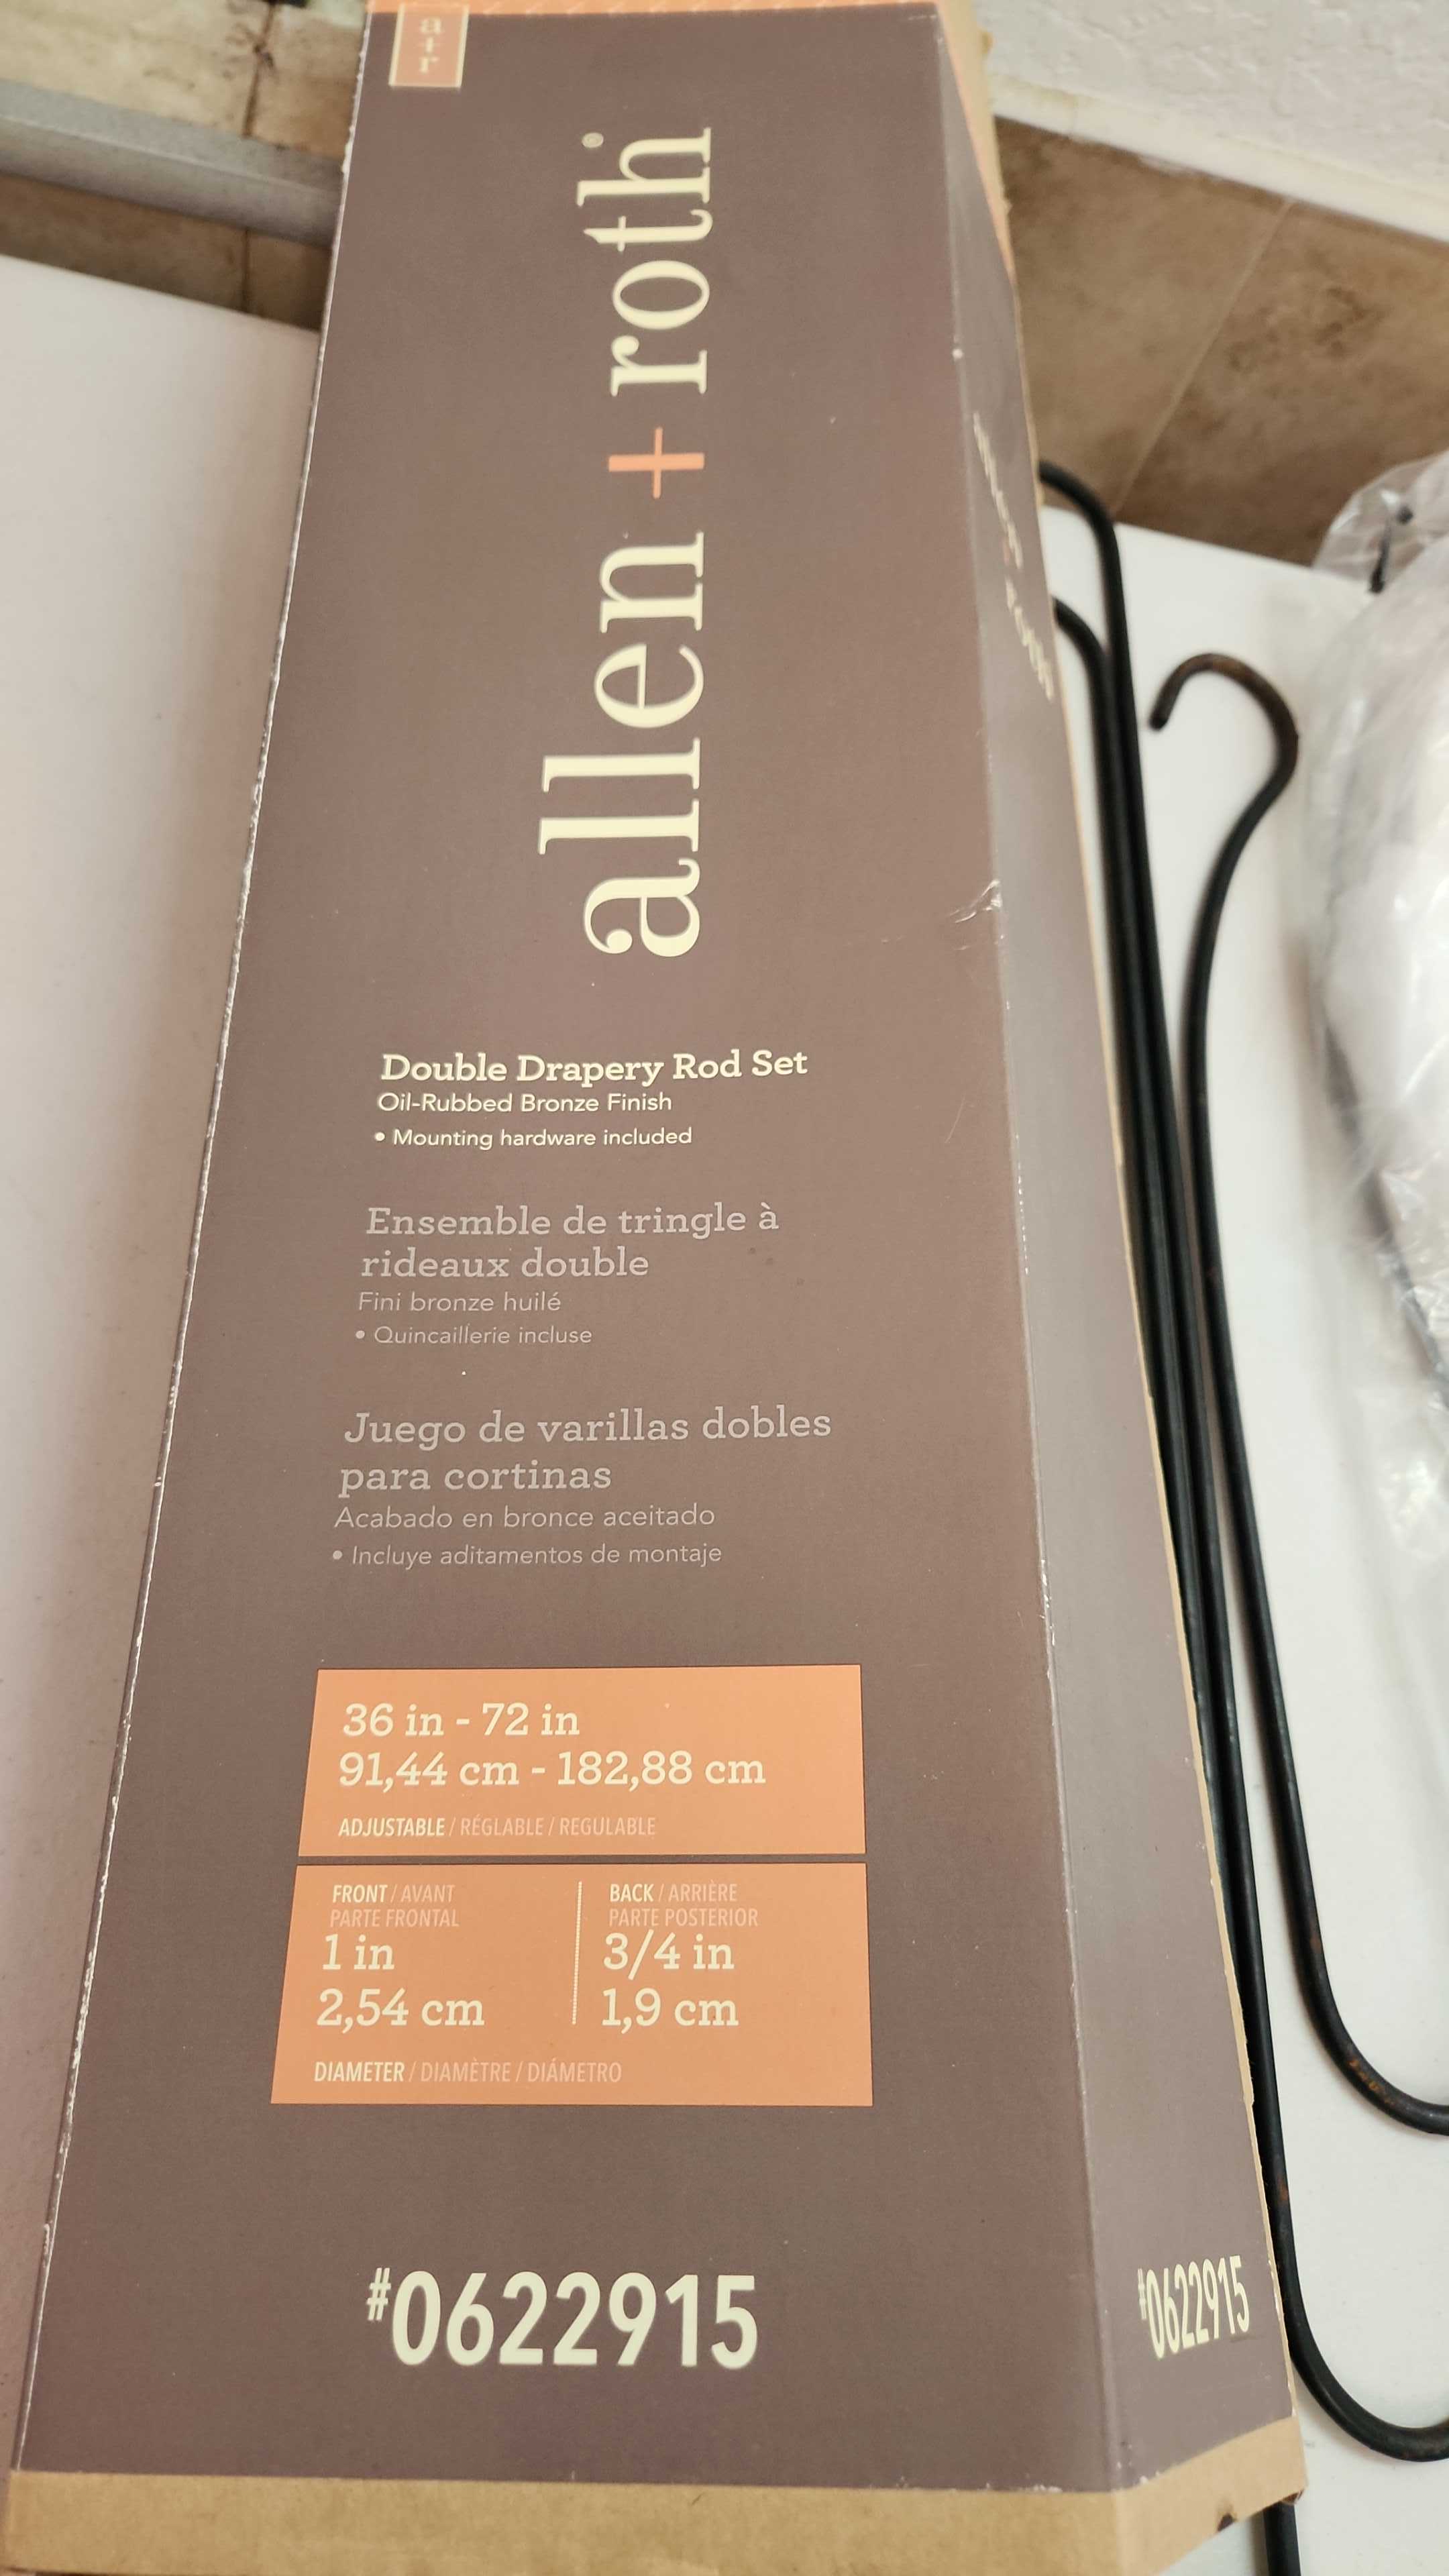 a+r
allen + roth®
Double Drapery Rod Set
Oil-Rubbed Bronze Finish
• Mounting hardware included
Ensemble de tringle à
rideaux double
Fini bronze huilé
• Quincaillerie incluse
Juego de varillas dobles
para cortinas
Acabado en bronce aceitado
• Incluye aditamentos de montaje
36 in - 72 in
91,44 cm - 182,88 cm
ADJUSTABLE / RÉGLABLE / REGULABLE
FRONT / AVANT
PARTE FRONTAL
1 in
2,54 cm
BACK / ARRIÈRE
PARTE POSTERIOR
3/4 in
1,9 cm
DIAMETER / DIAMÈTRE / DIÁMETRO
#0622915
#0622915